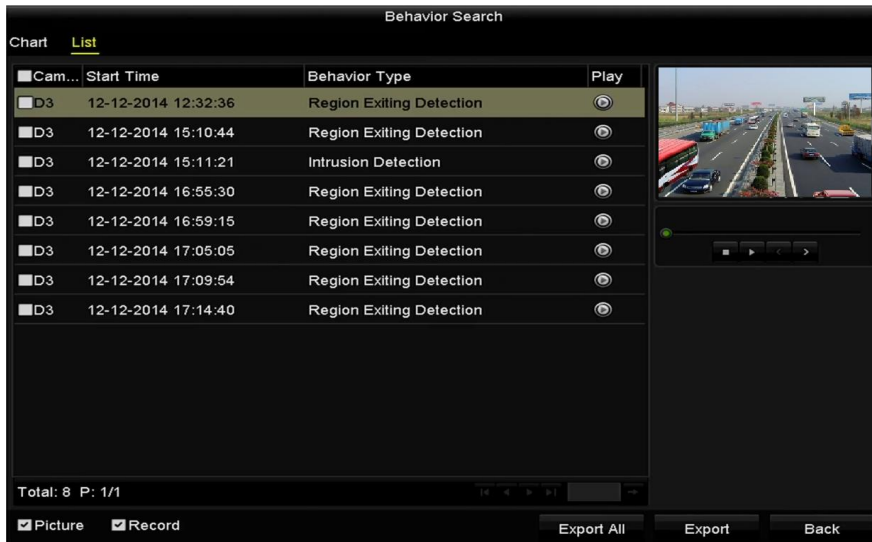 Behavior Search
Chart List
Cam... Start Time Behavior Type Play
D3 12-12-2014 12:32:36 Region Exiting Detection
D3 12-12-2014 15:10:44 Region Exiting Detection
D3 12-12-2014 15:11:21 Intrusion Detection
D3 12-12-2014 16:55:30 Region Exiting Detection
D3 12-12-2014 16:59:15 Region Exiting Detection
D3 12-12-2014 17:05:05 Region Exiting Detection
D3 12-12-2014 17:09:54 Region Exiting Detection
D3 12-12-2014 17:14:40 Region Exiting Detection
Total: 8 P: 1/1
Picture Record Export All Export Back